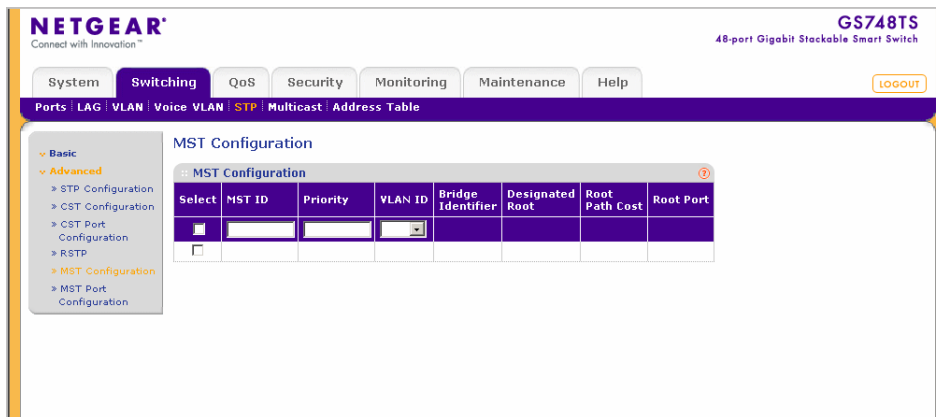 NETGEAR®
Connect with Innovation™
GS748TS
48-port Gigabit Stackable Smart Switch
System Switching QoS Security Monitoring Maintenance Help
LOGOUT
Ports LAG VLAN Voice VLAN STP Multicast Address Table
Basic
Advanced
» STP Configuration
» CST Configuration
» CST Port
Configuration
» RSTP
» MST Configuration
» MST Port
Configuration
MST Configuration
MST Configuration ?
Select MST ID Priority VLAN ID Bridge Identifier Designated Root Root Path Cost Root Port